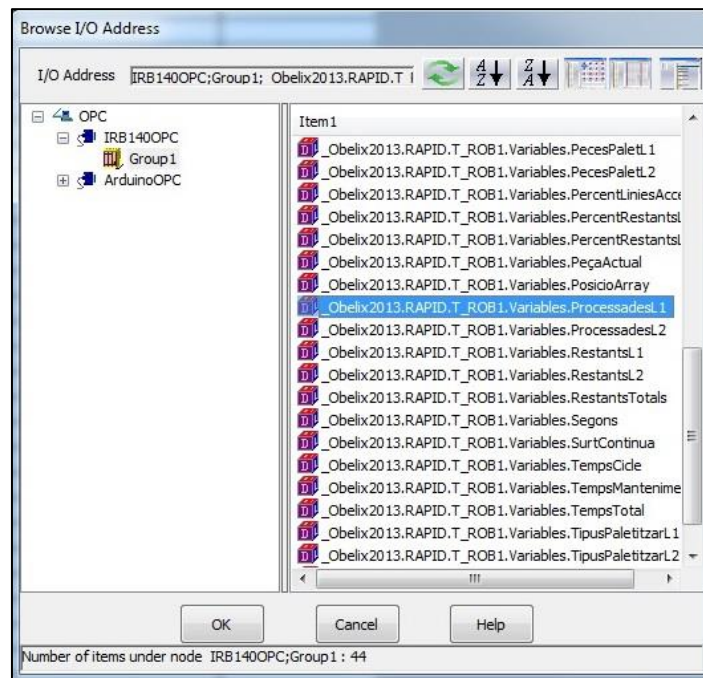 Browse I/O Address
I/O Address IRB140OPC;Group1; Obelix2013.RAPID.T
OPC
IRB140OPC
Group1
ArduinoOPC
Item1
_Obelix2013.RAPID.T_ROB1.Variables.PecesPaletL1
_Obelix2013.RAPID.T_ROB1.Variables.PecesPaletL2
_Obelix2013.RAPID.T_ROB1.Variables.PercentLiniesAcce
_Obelix2013.RAPID.T_ROB1.Variables.PercentRestantsL
_Obelix2013.RAPID.T_ROB1.Variables.PercentRestantsL
_Obelix2013.RAPID.T_ROB1.Variables.PeçaActual
_Obelix2013.RAPID.T_ROB1.Variables.PosicioArray
_Obelix2013.RAPID.T_ROB1.Variables.ProcessadesL1
_Obelix2013.RAPID.T_ROB1.Variables.ProcessadesL2
_Obelix2013.RAPID.T_ROB1.Variables.RestantsL1
_Obelix2013.RAPID.T_ROB1.Variables.RestantsL2
_Obelix2013.RAPID.T_ROB1.Variables.RestantsTotals
_Obelix2013.RAPID.T_ROB1.Variables.Segons
_Obelix2013.RAPID.T_ROB1.Variables.SurtContinua
_Obelix2013.RAPID.T_ROB1.Variables.TempsCicle
_Obelix2013.RAPID.T_ROB1.Variables.TempsMantenime
_Obelix2013.RAPID.T_ROB1.Variables.TempsTotal
_Obelix2013.RAPID.T_ROB1.Variables.TipusPaletitzarL1
_Obelix2013.RAPID.T_ROB1.Variables.TipusPaletitzarL2
OK Cancel Help
Number of items under node IRB140OPC;Group1 : 44